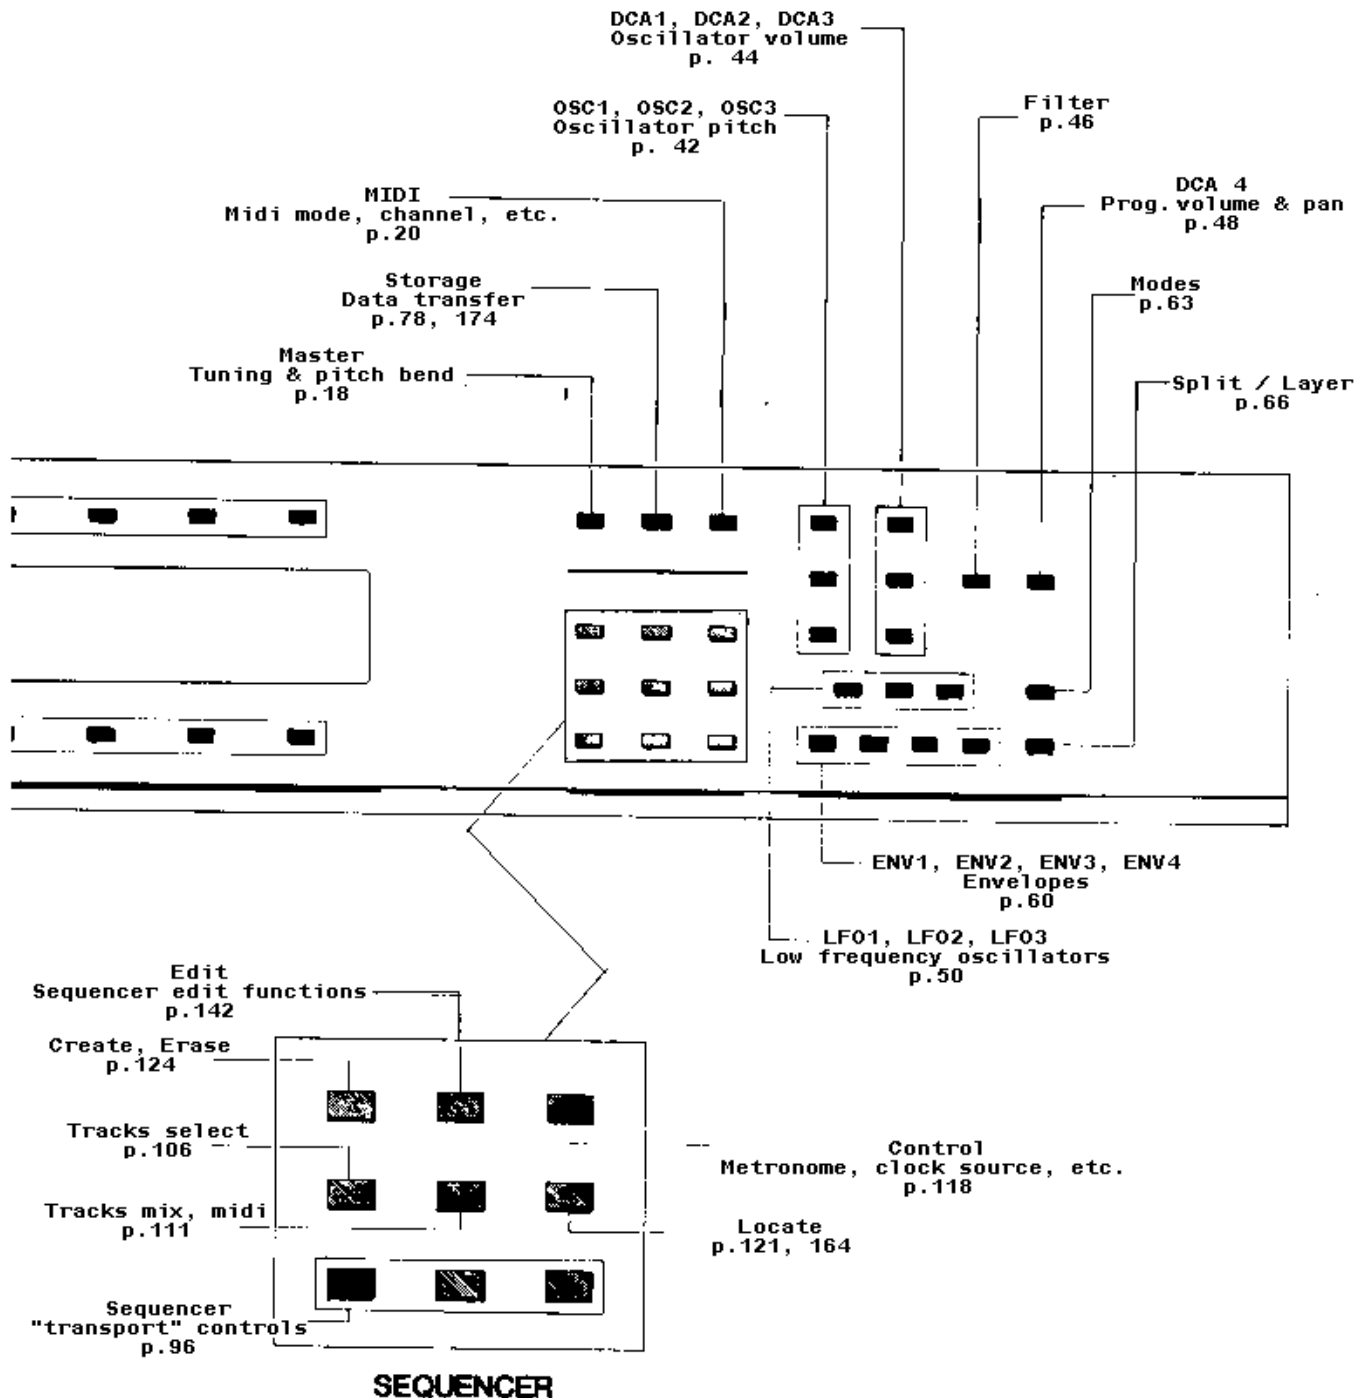 DCA1, DCA2, DCA3
Oscillator volume
p. 44
OSC1, OSC2, OSC3
Oscillator pitch
p. 42
Filter
p.46
MIDI
Midi mode, channel, etc.
p.20
DCA 4
Prog.volume & pan
p.48
Storage
Data transfer
p.78, 174
Modes
p.63
Master
Tuning & pitch bend
p.18
Split / Layer
p.66
ENV1, ENV2, ENV3, ENV4
Envelopes
p.60
LFO1, LFO2, LFO3
Low frequency oscillators
p.50
Edit
Sequencer edit functions
p.142
Create, Erase
p.124
Tracks select
p.106
Control
Metronome, clock source, etc.
p.118
Tracks mix, midi
p.111
Locate
p.121, 164
Sequencer
"transport" controls
p.96
SEQUENCER